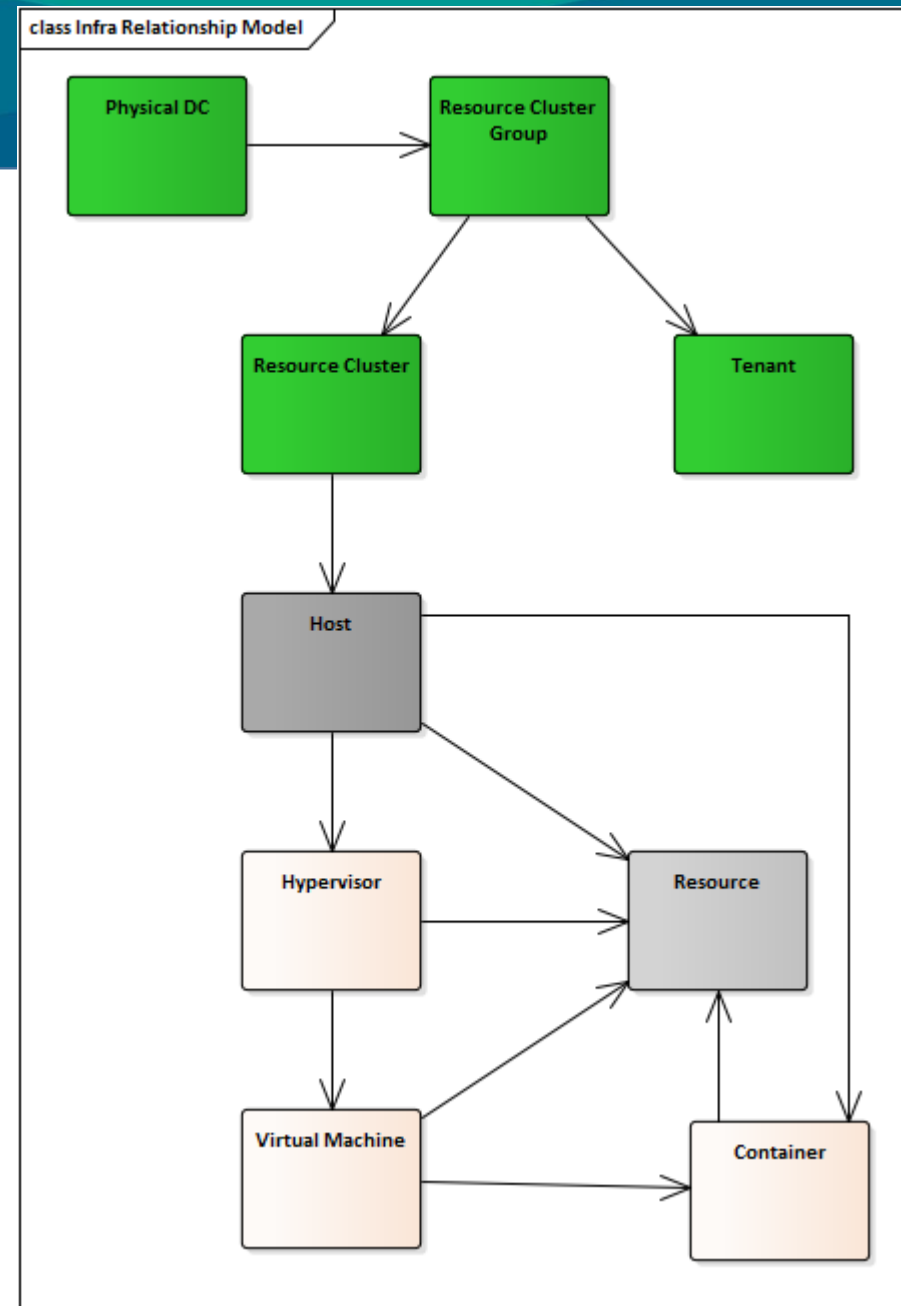 class Infra Relationship Model
Physical DC
Resource Cluster
Group
Resource Cluster
Tenant
Host
Hypervisor
Resource
Virtual Machine
Container